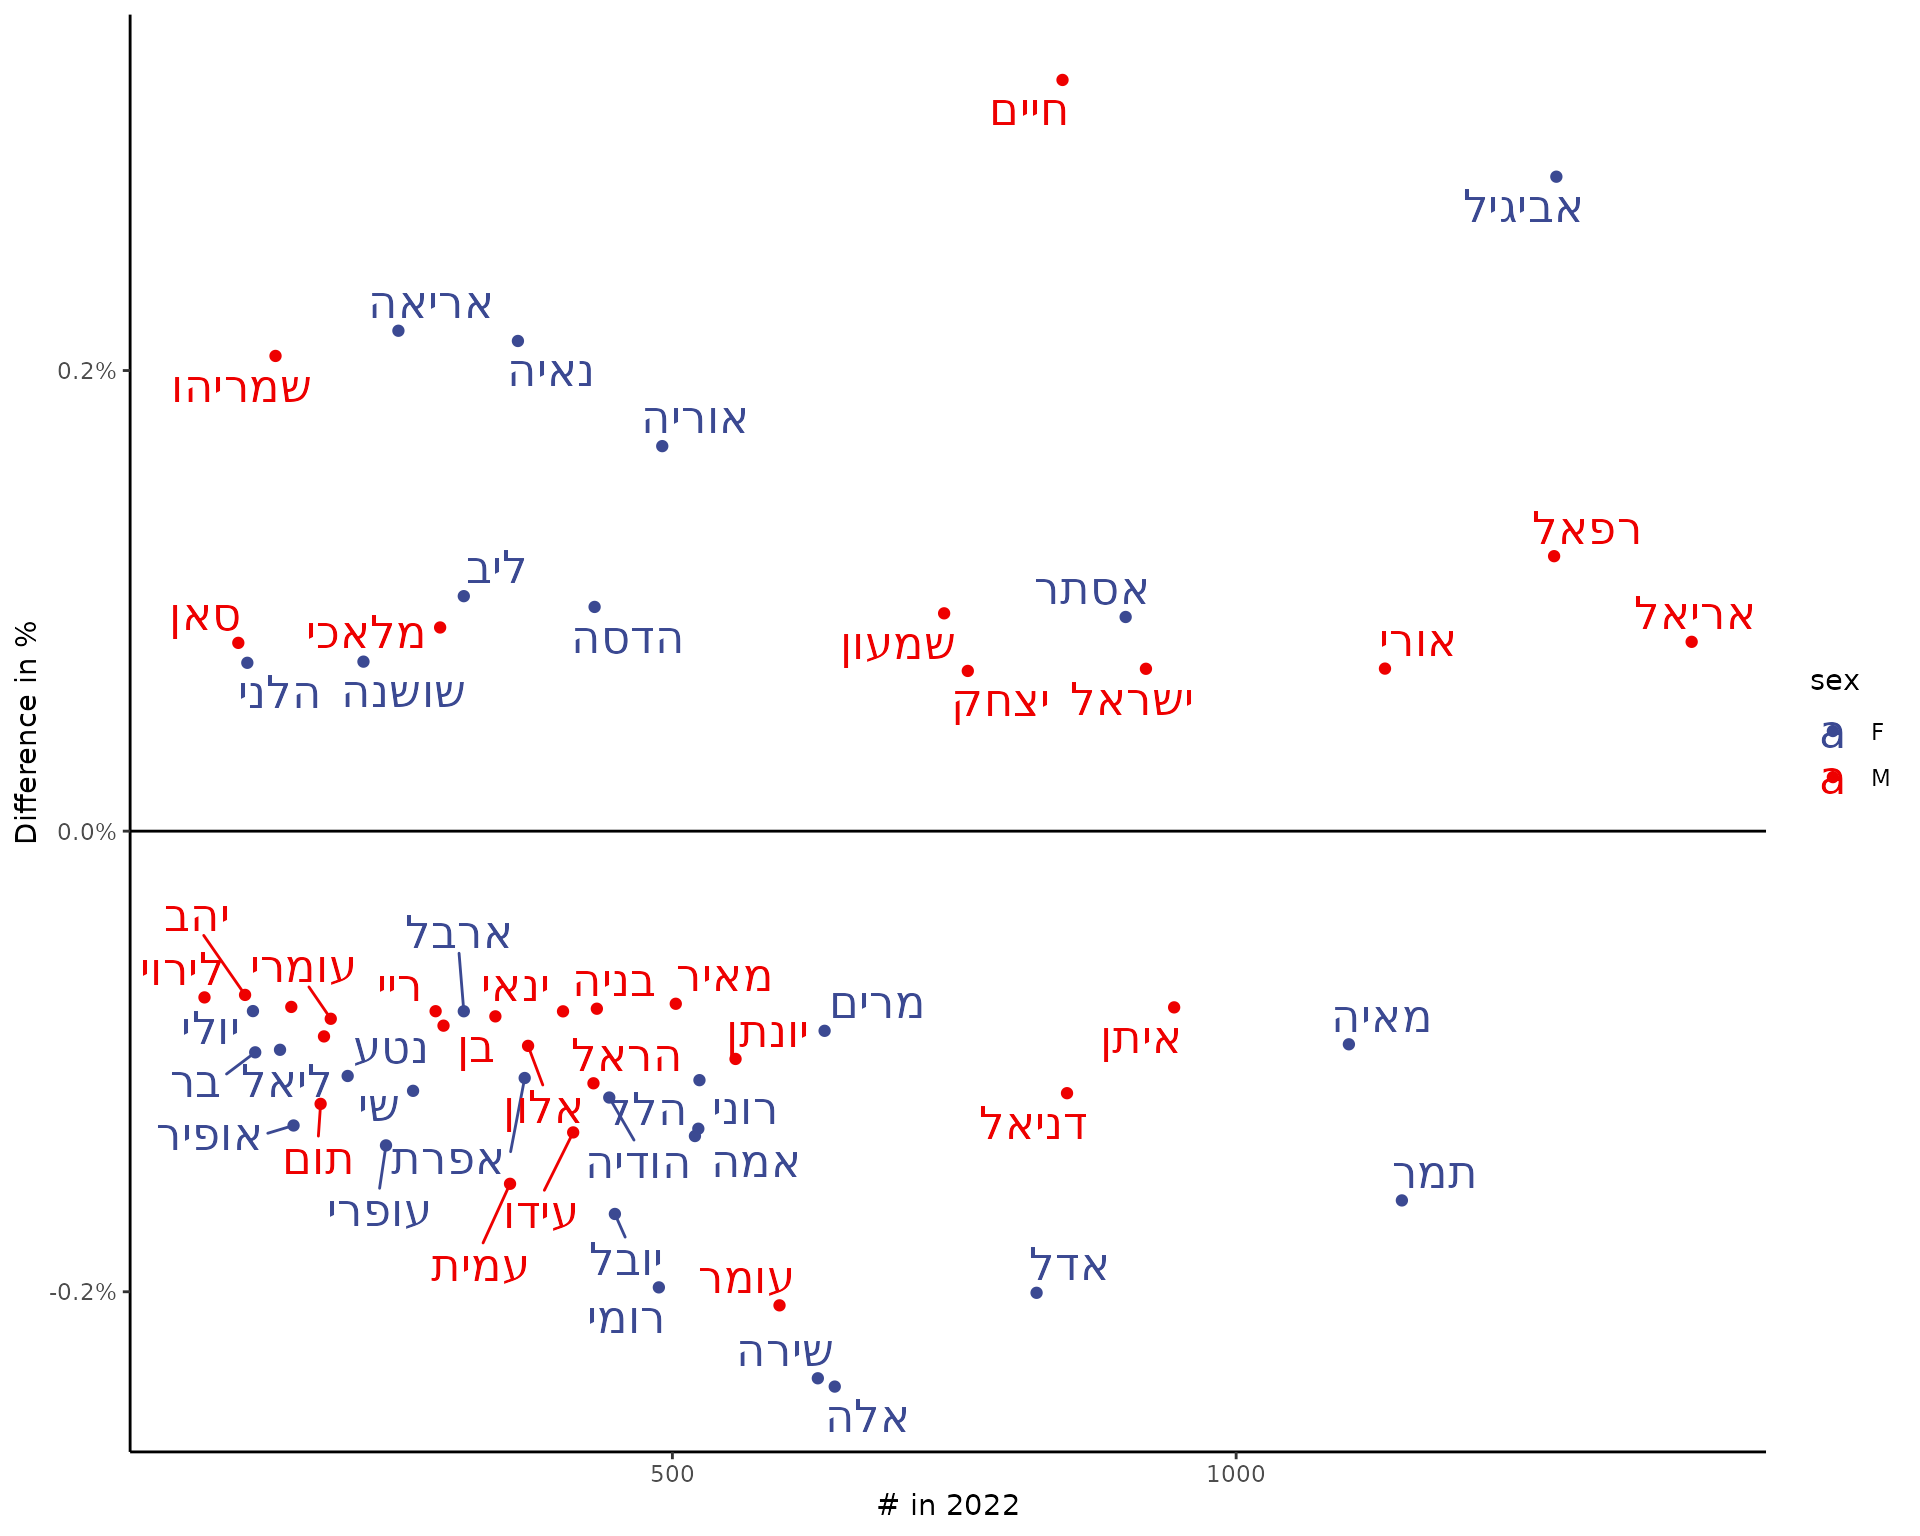 חיים
אביגיל
אריאה
0.2%
שמריהו
נאיה
אוריה
רפאל
ליב
אסתר
סאן
מלאכי
הדסה
שמעון
אורי
אריאל
הלני
שושנה
יצחק
ישראל
Difference in %
sex
a F
a M
0.0%
יהב
ארבל
לירוי
עומרי
ריי
ינאי
בניה
מאיר
יולי
נטע
בן
הראל
יונתן
מרים
איתן
מאיה
בר
ליאל
שי
אלון
הלל
רוני
דניאל
אופיר
תום
אפרת
הודיה
אמה
תמר
עופרי
עידו
עמית
יובל
עומר
אדל
-0.2%
רומי
שירה
אלה
500
1000
# in 2022